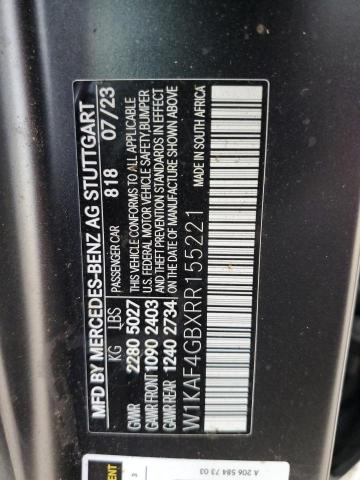 MFD BY MERCEDES-BENZ AG STUTTGART
PASSENGER CAR 818 07/23
KG LBS
GVWR 2280 5027
GAWR FRONT 1090 2403
GAWR REAR 1240 2734
THIS VEHICLE CONFORMS TO ALL APPLICABLE
U.S. FEDERAL MOTOR VEHICLE SAFETY, BUMPER
AND THEFT PREVENTION STANDARDS IN EFFECT
ON THE DATE OF MANUFACTURE SHOWN ABOVE
W1KAF4GBXRR155221
MADE IN SOUTH AFRICA
A 206 584 73 03